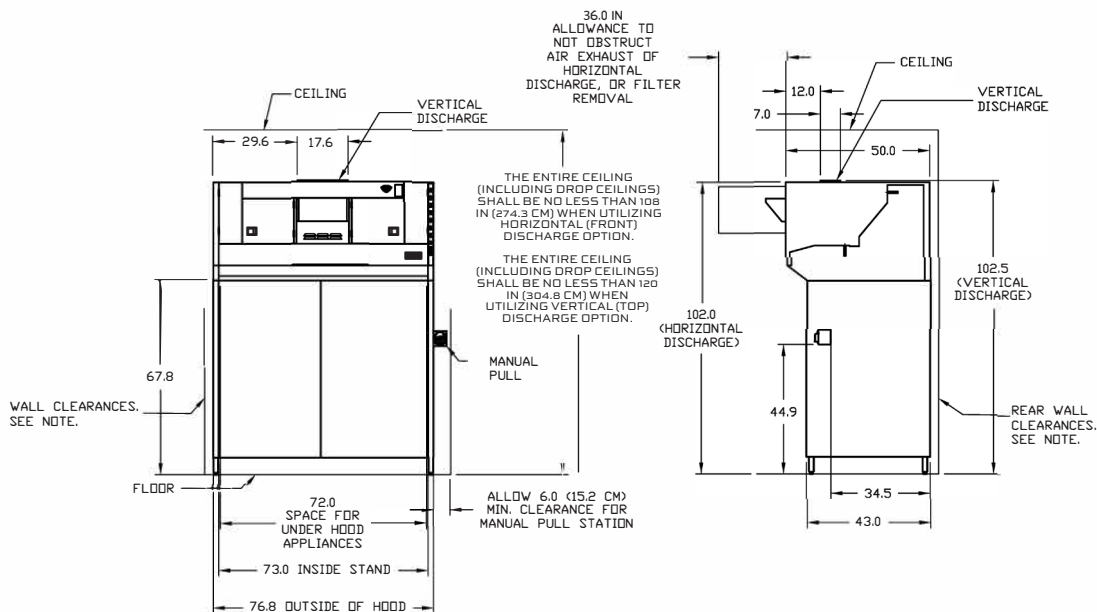 36.0 IN
ALLOWANCE TO
NOT OBSTRUCT
AIR EXHAUST OF
HORIZONTAL
DISCHARGE, OR FILTER
REMOVAL
CEILING
VERTICAL
DISCHARGE
29.6
17.6
THE ENTIRE CEILING
(INCLUDING DROP CEILINGS)
SHALL BE NO LESS THAN 108
IN (274.3 CM) WHEN UTILIZING
HORIZONTAL (FRONT)
DISCHARGE OPTION.
THE ENTIRE CEILING
(INCLUDING DROP CEILINGS)
SHALL BE NO LESS THAN 120
IN (304.8 CM) WHEN
UTILIZING VERTICAL (TOP)
DISCHARGE OPTION.
MANUAL
PULL
67.8
WALL CLEARANCES.
SEE NOTE.
FLOOR
72.0
SPACE FOR
UNDER HOOD
APPLIANCES
ALLOW 6.0 (15.2 CM)
MIN. CLEARANCE FOR
MANUAL PULL STATION
73.0 INSIDE STAND
76.8 OUTSIDE OF HOOD
CEILING
12.0
VERTICAL
DISCHARGE
7.0
50.0
102.5
(VERTICAL
DISCHARGE)
102.0
(HORIZONTAL
DISCHARGE)
44.9
REAR WALL
CLEARANCES.
SEE NOTE.
34.5
43.0